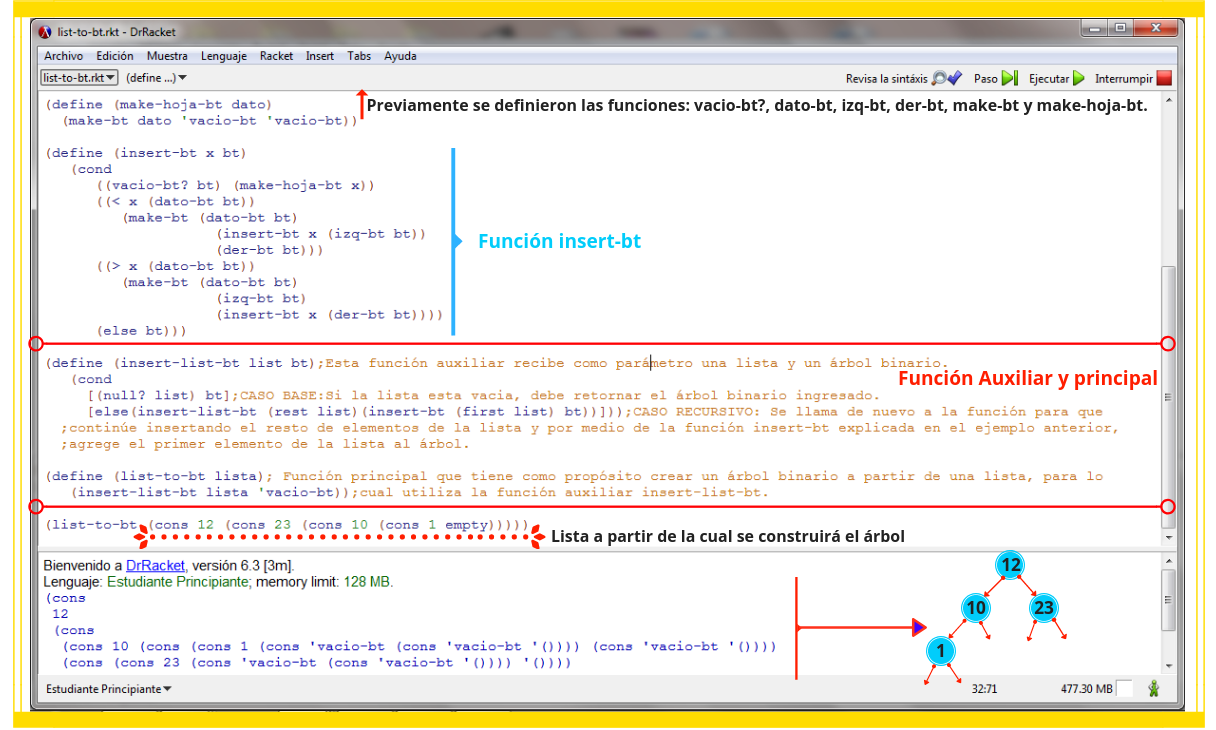 list-to-bt.rkt - DrRacket
Archivo Edición Muestra Lenguaje Racket Insert Tabs Ayuda
list-to-bt.rkt▼ (define ...)▼ Revisa la sintáxis Paso Ejecutar Interrumpir
(define (make-hoja-bt dato)
Previamente se definieron las funciones: vacio-bt?, dato-bt, izq-bt, der-bt, make-bt y make-hoja-bt.
(make-bt dato 'vacio-bt 'vacio-bt))
(define (insert-bt x bt)
(cond
((vacio-bt? bt) (make-hoja-bt x))
((< x (dato-bt bt))
(make-bt (dato-bt bt)
(insert-bt x (izq-bt bt))
(der-bt bt)))
Función insert-bt
((> x (dato-bt bt))
(make-bt (dato-bt bt)
(izq-bt bt)
(insert-bt x (der-bt bt))))
(else bt)))
(define (insert-list-bt list bt);Esta función auxiliar recibe como parámetro una lista y un árbol binario.
Función Auxiliar y principal
(cond
[(null? list) bt];CASO BASE:Si la lista esta vacia, debe retornar el árbol binario ingresado.
[else(insert-list-bt (rest list)(insert-bt (first list) bt))]));CASO RECURSIVO: Se llama de nuevo a la función para que
;continúe insertando el resto de elementos de la lista y por medio de la función insert-bt explicada en el ejemplo anterior,
;agrege el primer elemento de la lista al árbol.
(define (list-to-bt lista); Función principal que tiene como propósito crear un árbol binario a partir de una lista, para lo
(insert-list-bt lista 'vacio-bt));cual utiliza la función auxiliar insert-list-bt.
(list-to-bt (cons 12 (cons 23 (cons 10 (cons 1 empty)))))
Lista a partir de la cual se construirá el árbol
Bienvenido a DrRacket, versión 6.3 [3m].
Lenguaje: Estudiante Principiante; memory limit: 128 MB.
(cons
12
(cons
(cons 10 (cons (cons 1 (cons 'vacio-bt (cons 'vacio-bt '()))) (cons 'vacio-bt '())))
(cons (cons 23 (cons 'vacio-bt (cons 'vacio-bt '()))) '())))
12
10 23
1
Estudiante Principiante▼ 32:71 477.30 MB